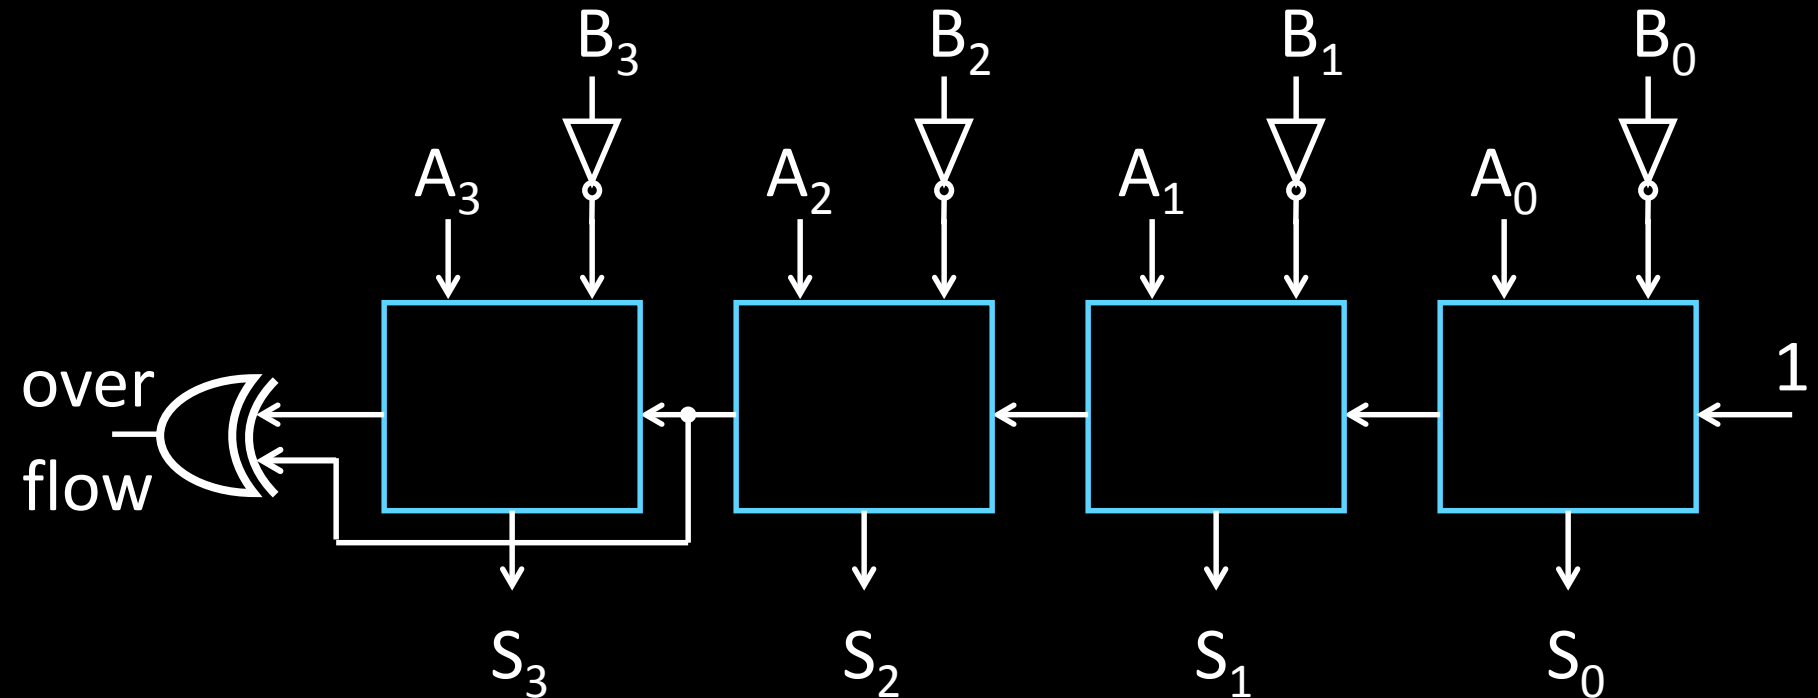 B₃ B₂ B₁ B₀
A₃ A₂ A₁ A₀
1
over
flow
S₃ S₂ S₁ S₀